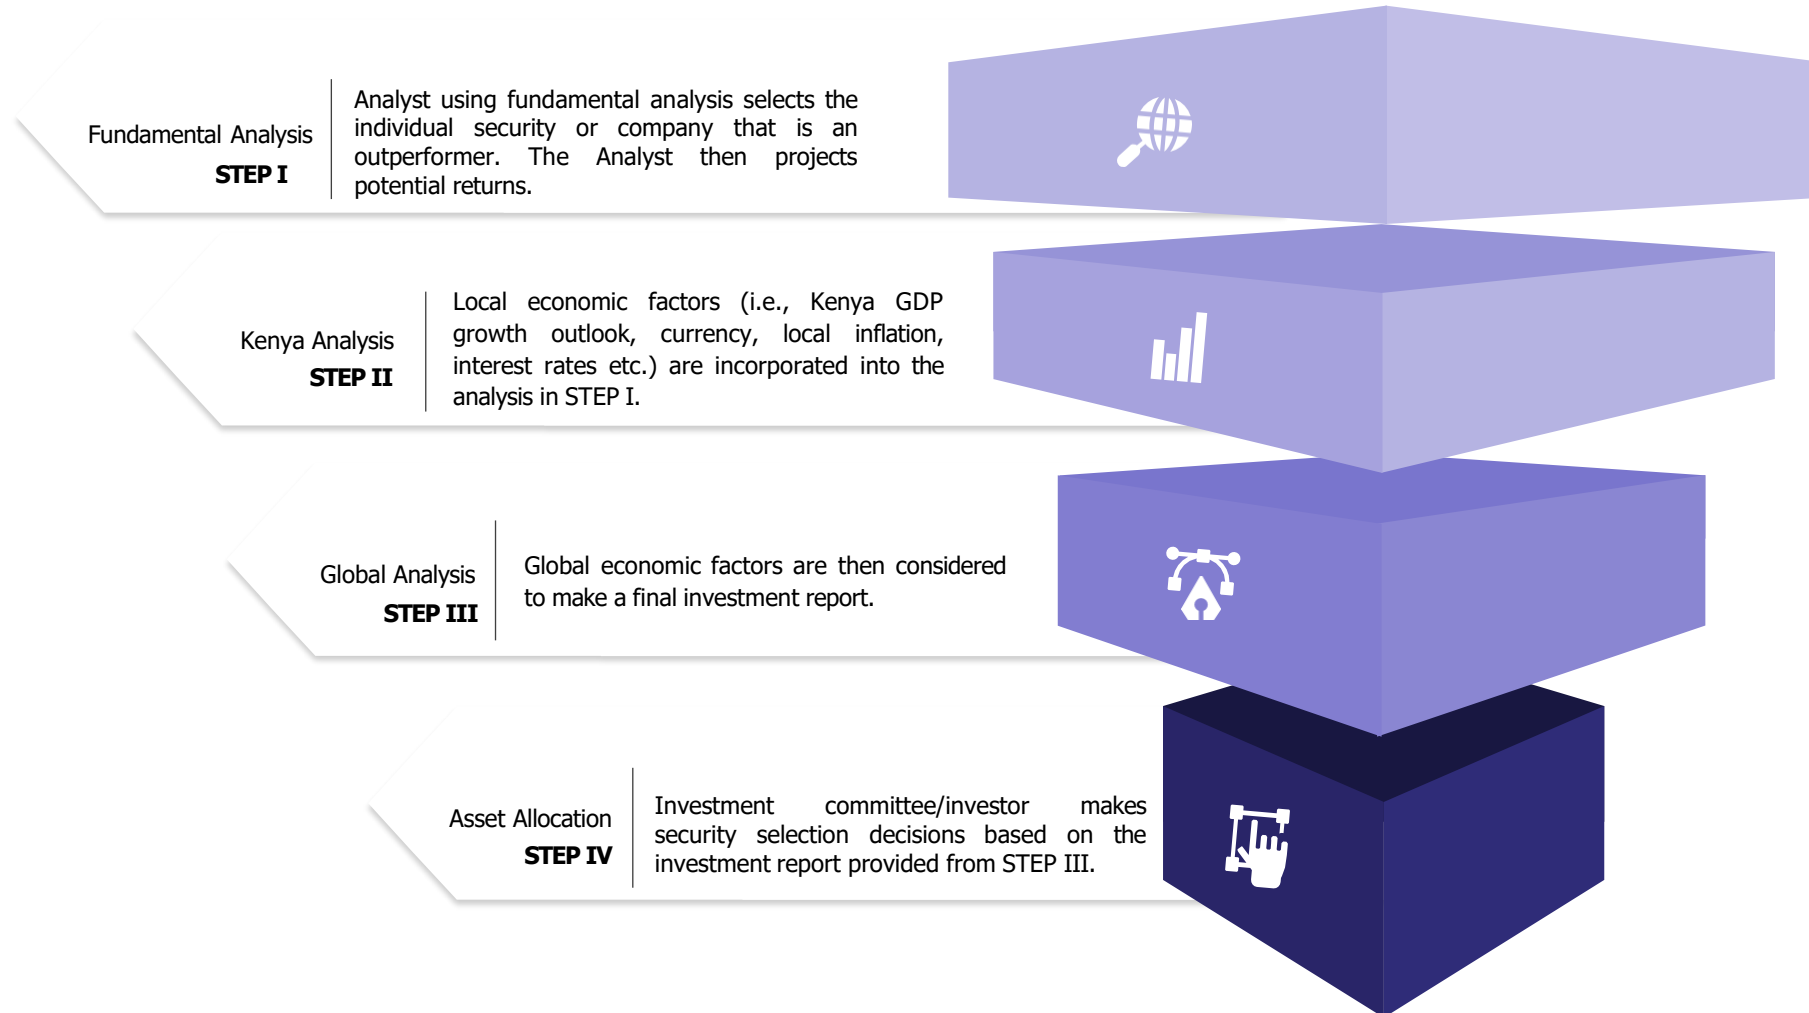 Fundamental Analysis
STEP I
Analyst using fundamental analysis selects the
individual security or company that is an
outperformer. The Analyst then projects
potential returns.
Kenya Analysis
STEP II
Local economic factors (i.e., Kenya GDP
growth outlook, currency, local inflation,
interest rates etc.) are incorporated into the
analysis in STEP I.
Global Analysis
STEP III
Global economic factors are then considered
to make a final investment report.
Asset Allocation
STEP IV
Investment committee/investor makes
security selection decisions based on the
investment report provided from STEP III.